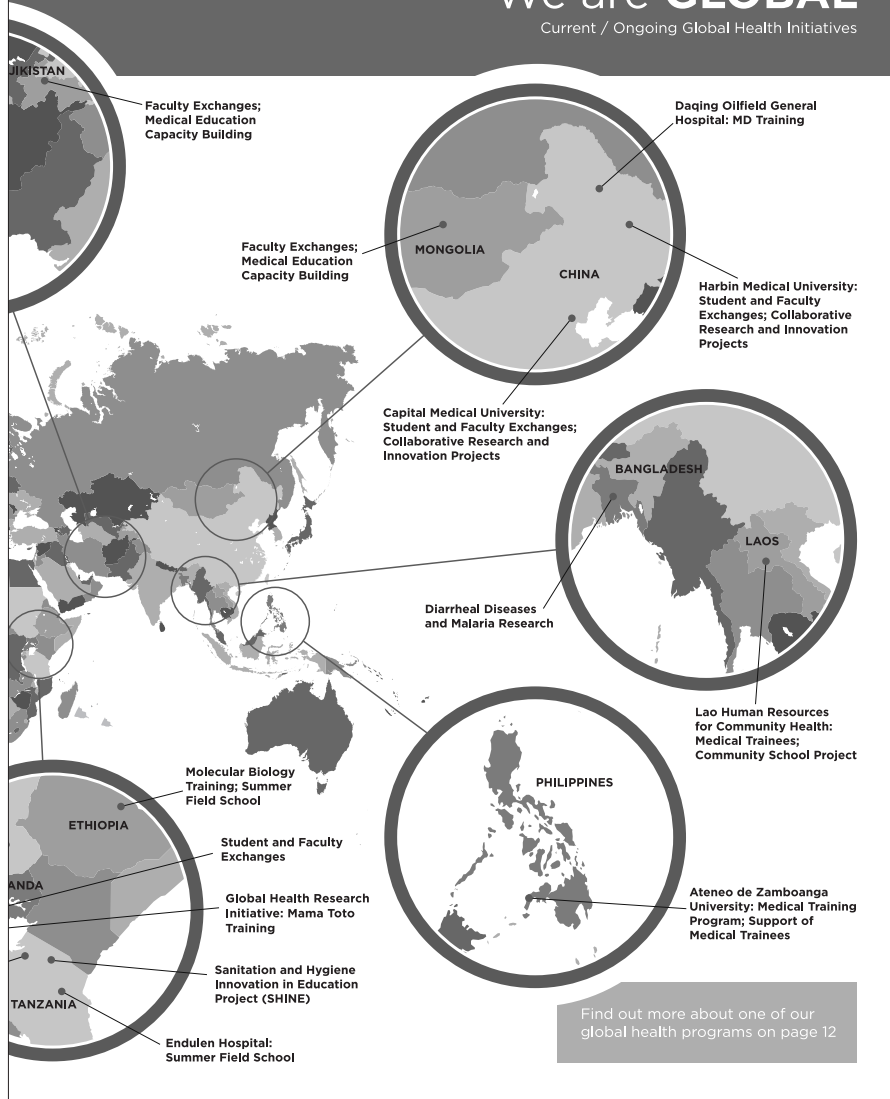 We are GLOBAL
Current / Ongoing Global Health Initiatives
JIKISTAN
Faculty Exchanges;
Medical Education
Capacity Building
Daqing Oilfield General
Hospital: MD Training
Faculty Exchanges;
Medical Education
Capacity Building
MONGOLIA
CHINA
Harbin Medical University:
Student and Faculty
Exchanges; Collaborative
Research and Innovation
Projects
Capital Medical University:
Student and Faculty Exchanges;
Collaborative Research and
Innovation Projects
BANGLADESH
LAOS
Diarrheal Diseases
and Malaria Research
Lao Human Resources
for Community Health:
Medical Trainees;
Community School Project
Molecular Biology
Training; Summer
Field School
ETHIOPIA
Student and Faculty
Exchanges
ANDA
Global Health Research
Initiative: Mama Toto
Training
Sanitation and Hygiene
Innovation in Education
Project (SHINE)
TANZANIA
Endulen Hospital:
Summer Field School
PHILIPPINES
Ateneo de Zamboanga
University: Medical Training
Program; Support of
Medical Trainees
Find out more about one of our
global health programs on page 12